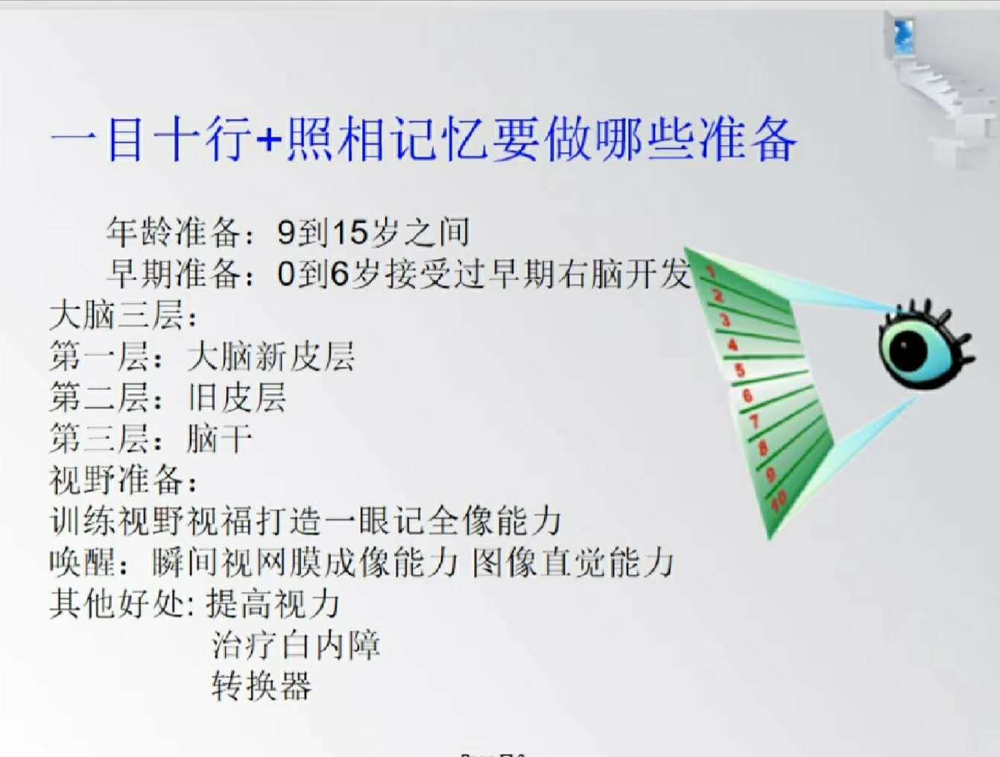 一目十行+照相记忆要做哪些准备
年龄准备：9到15岁之间
早期准备：0到6岁接受过早期右脑开发
大脑三层：
第一层：大脑新皮层
第二层：旧皮层
第三层：脑干
视野准备：
训练视野视福打造一眼记全像能力
唤醒：瞬间视网膜成像能力 图像直觉能力
其他好处: 提高视力
治疗白内障
转换器
1
2
3
4
5
6
7
8
9
10